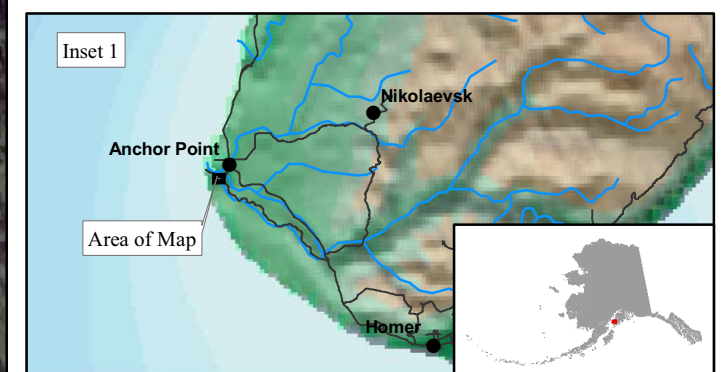 Inset 1
Nikolaevsk
Anchor Point
Area of Map
Homer